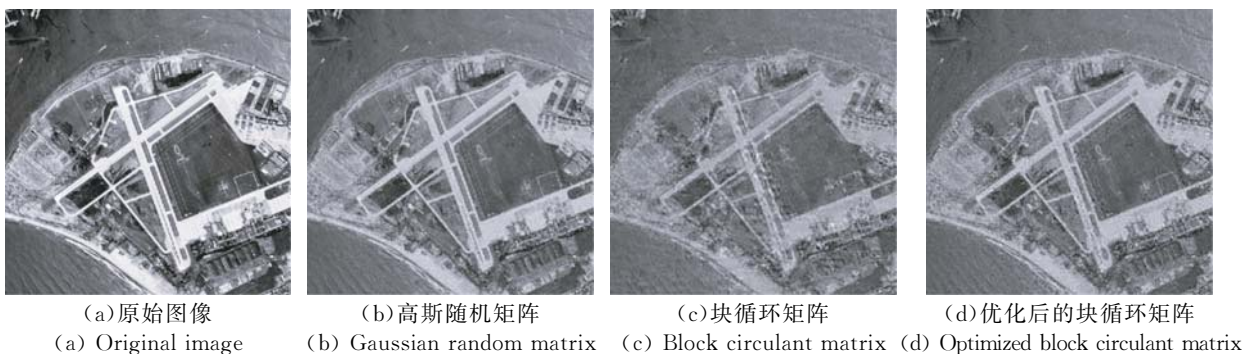 (a)原始图像 (b)高斯随机矩阵 (c)块循环矩阵 (d)优化后的块循环矩阵
(a) Original image (b) Gaussian random matrix (c) Block circulant matrix (d) Optimized block circulant matrix